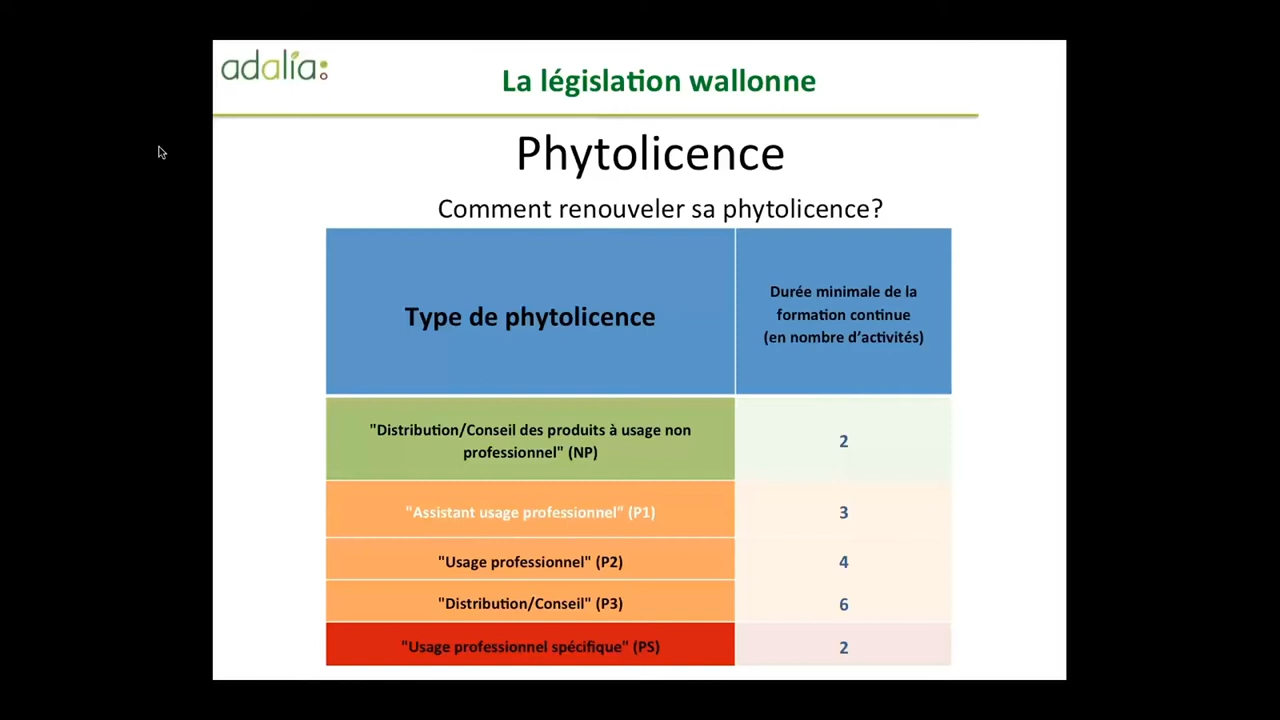 adalia
La législation wallonne
Phytolicence
Comment renouveler sa phytolicence?
Type de phytolicence
Durée minimale de la
formation continue
(en nombre d'activités)
"Distribution/Conseil des produits à usage non
professionnel" (NP)
2
"Assistant usage professionnel" (P1)
3
"Usage professionnel" (P2)
4
"Distribution/Conseil" (P3)
6
"Usage professionnel spécifique" (PS)
2